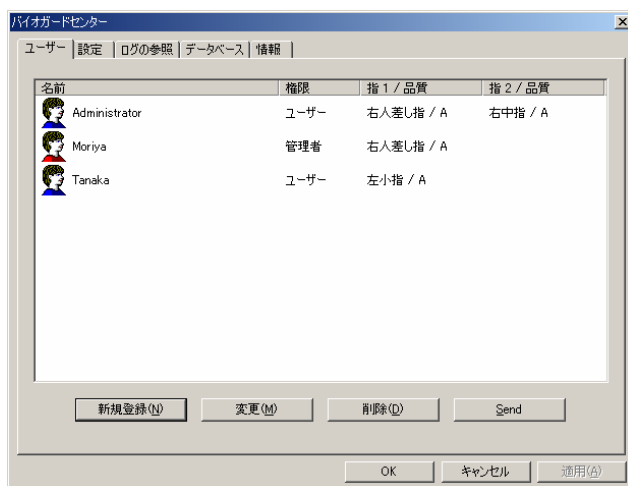 バイオガードセンター
ユーザー 設定 ログの参照 データベース 情報
名前 権限 指1/品質 指2/品質
Administrator ユーザー 右人差し指 / A 右中指 / A
Moriya 管理者 右人差し指 / A
Tanaka ユーザー 左小指 / A
新規登録(N) 変更(M) 削除(D) Send
OK キャンセル 適用(A)